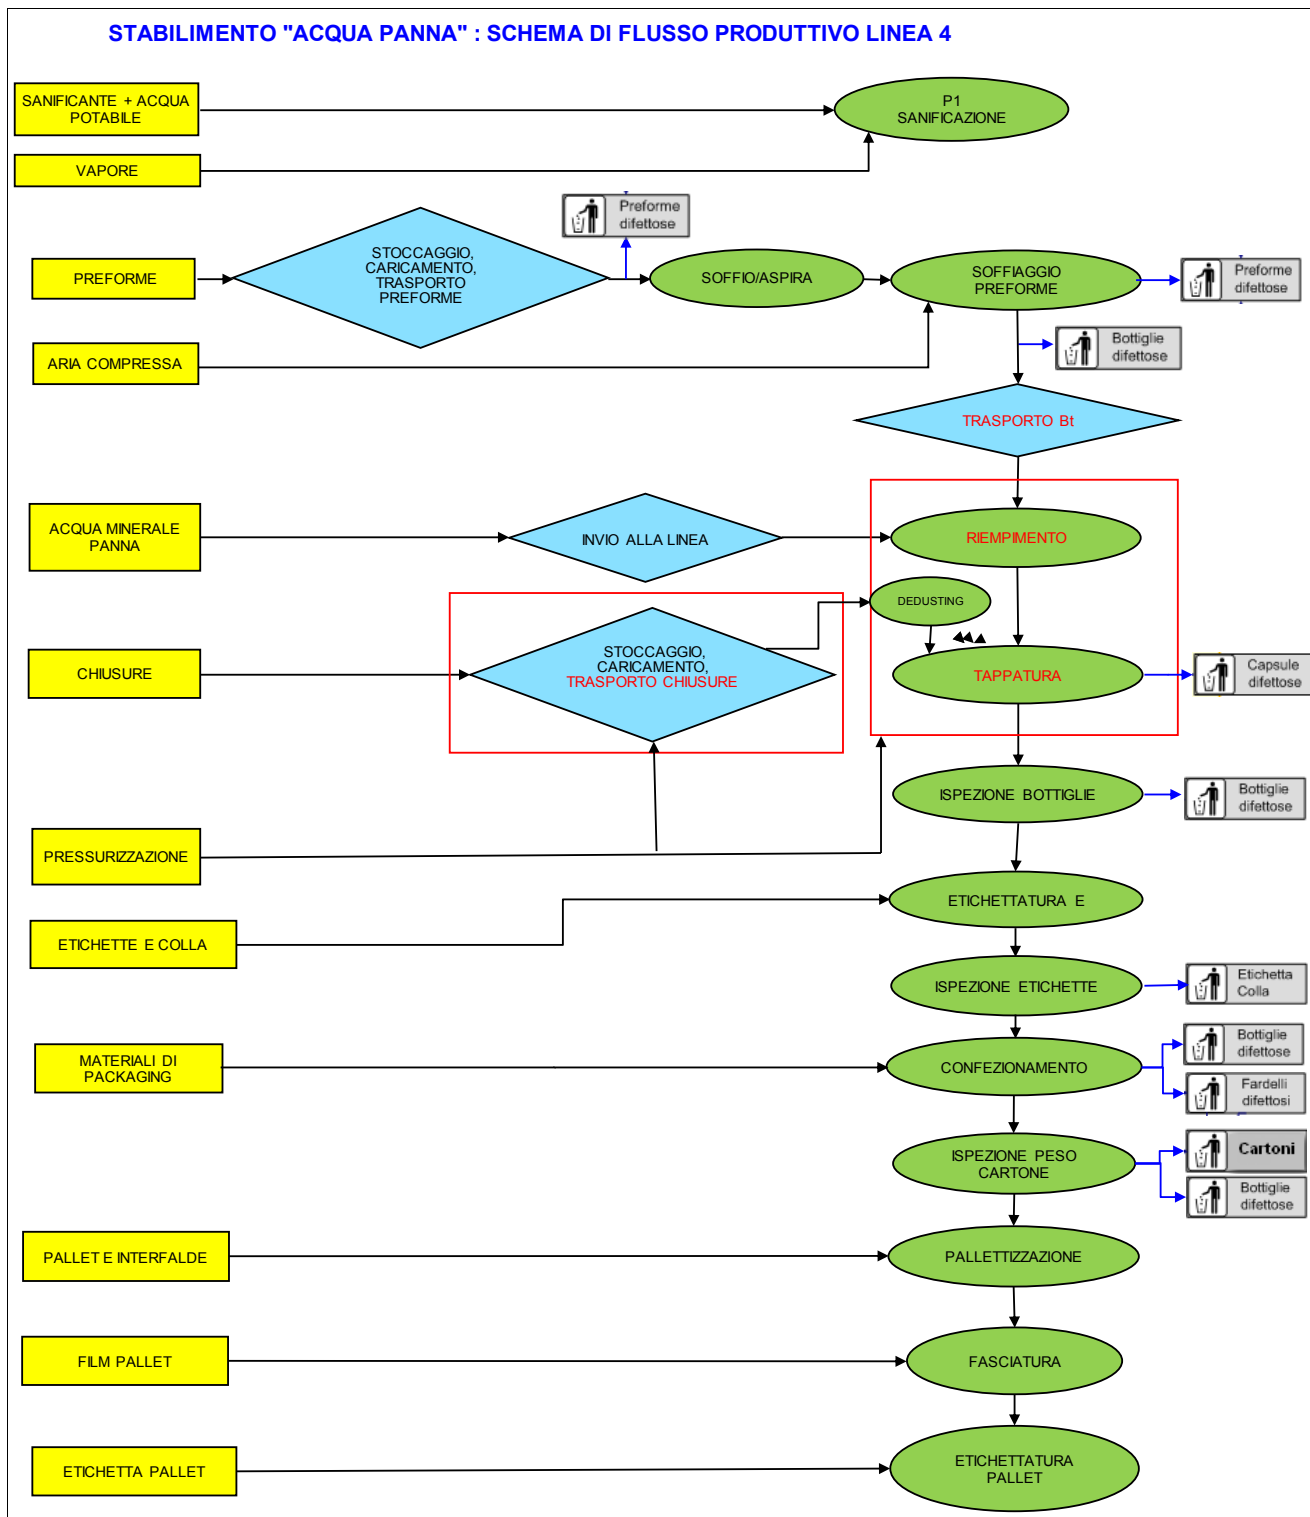 STABILIMENTO "ACQUA PANNA" : SCHEMA DI FLUSSO PRODUTTIVO LINEA 4
SANIFICANTE + ACQUA
POTABILE
P1
SANIFICAZIONE
VAPORE
Preforme
difettose
PREFORME
STOCCAGGIO,
CARICAMENTO,
TRASPORTO
PREFORME
SOFFIO/ASPIRA
SOFFIAGGIO
PREFORME
Preforme
difettose
ARIA COMPRESSA
Bottiglie
difettose
TRASPORTO Bt
ACQUA MINERALE
PANNA
INVIO ALLA LINEA
RIEMPIMENTO
DEDUSTING
CHIUSURE
STOCCAGGIO,
CARICAMENTO,
TRASPORTO CHIUSURE
TAPPATURA
Capsule
difettose
ISPEZIONE BOTTIGLIE
Bottiglie
difettose
PRESSURIZZAZIONE
ETICHETTATURA E
ETICHETTE E COLLA
ISPEZIONE ETICHETTE
Etichetta
Colla
MATERIALI DI
PACKAGING
CONFEZIONAMENTO
Bottiglie
difettose
Fardelli
difettosi
ISPEZIONE PESO
CARTONE
Cartoni
Bottiglie
difettose
PALLET E INTERFALDE
PALLETTIZZAZIONE
FILM PALLET
FASCIATURA
ETICHETTA PALLET
ETICHETTATURA
PALLET